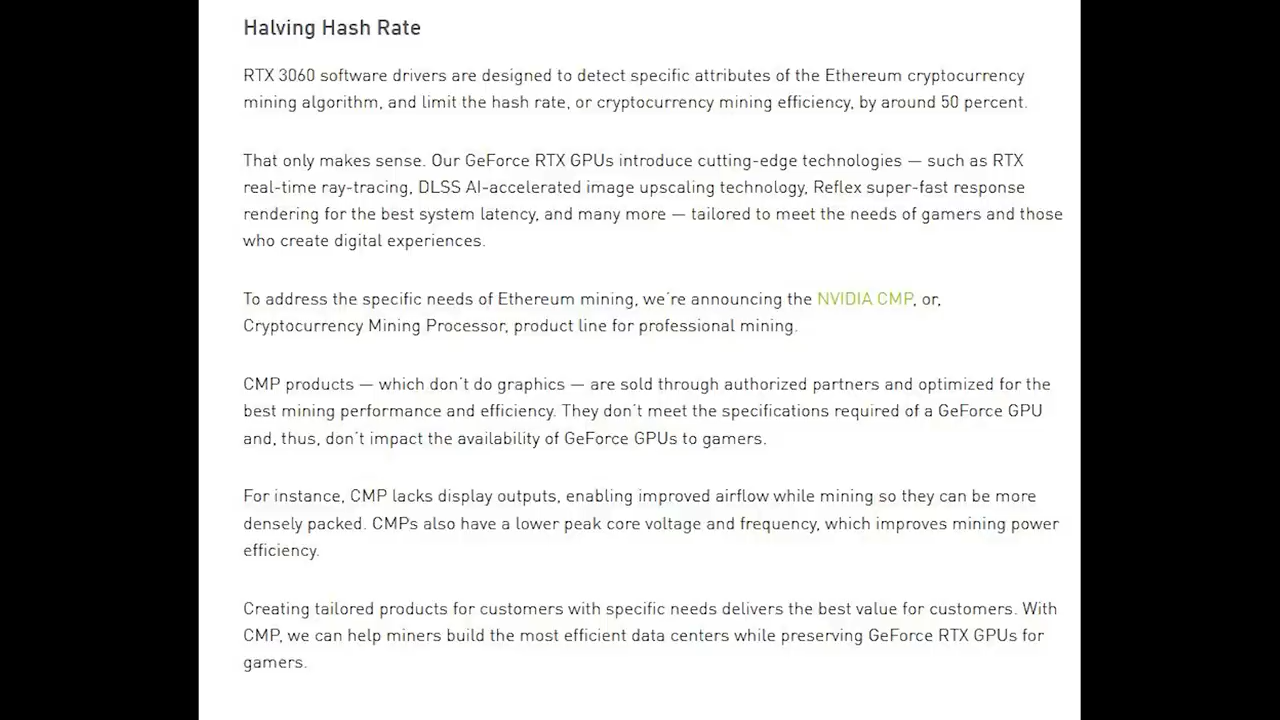 Halving Hash Rate
RTX 3060 software drivers are designed to detect specific attributes of the Ethereum cryptocurrency
mining algorithm, and limit the hash rate, or cryptocurrency mining efficiency, by around 50 percent.
That only makes sense. Our GeForce RTX GPUs introduce cutting-edge technologies — such as RTX
real-time ray-tracing, DLSS AI-accelerated image upscaling technology, Reflex super-fast response
rendering for the best system latency, and many more — tailored to meet the needs of gamers and those
who create digital experiences.
To address the specific needs of Ethereum mining, we're announcing the NVIDIA CMP, or,
Cryptocurrency Mining Processor, product line for professional mining.
CMP products — which don't do graphics — are sold through authorized partners and optimized for the
best mining performance and efficiency. They don't meet the specifications required of a GeForce GPU
and, thus, don't impact the availability of GeForce GPUs to gamers.
For instance, CMP lacks display outputs, enabling improved airflow while mining so they can be more
densely packed. CMPs also have a lower peak core voltage and frequency, which improves mining power
efficiency.
Creating tailored products for customers with specific needs delivers the best value for customers. With
CMP, we can help miners build the most efficient data centers while preserving GeForce RTX GPUs for
gamers.